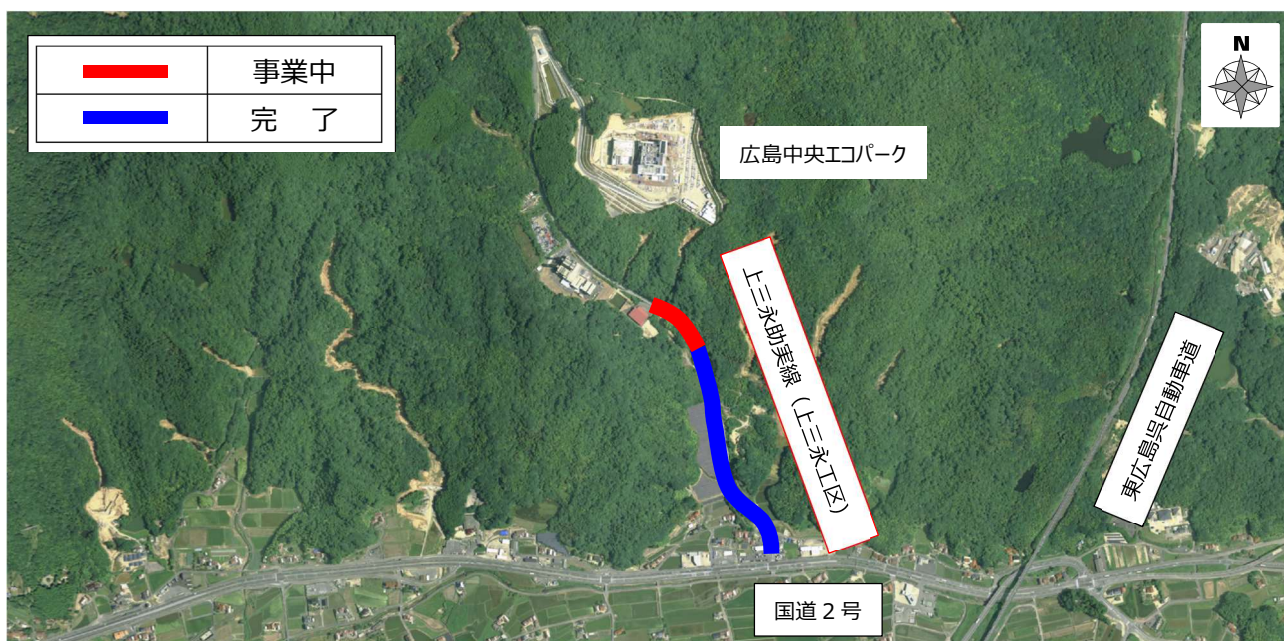 事業中
完 了
N
広島中央エコパーク
上三永助実線（上三永工区）
東広島呉自動車道
国道２号